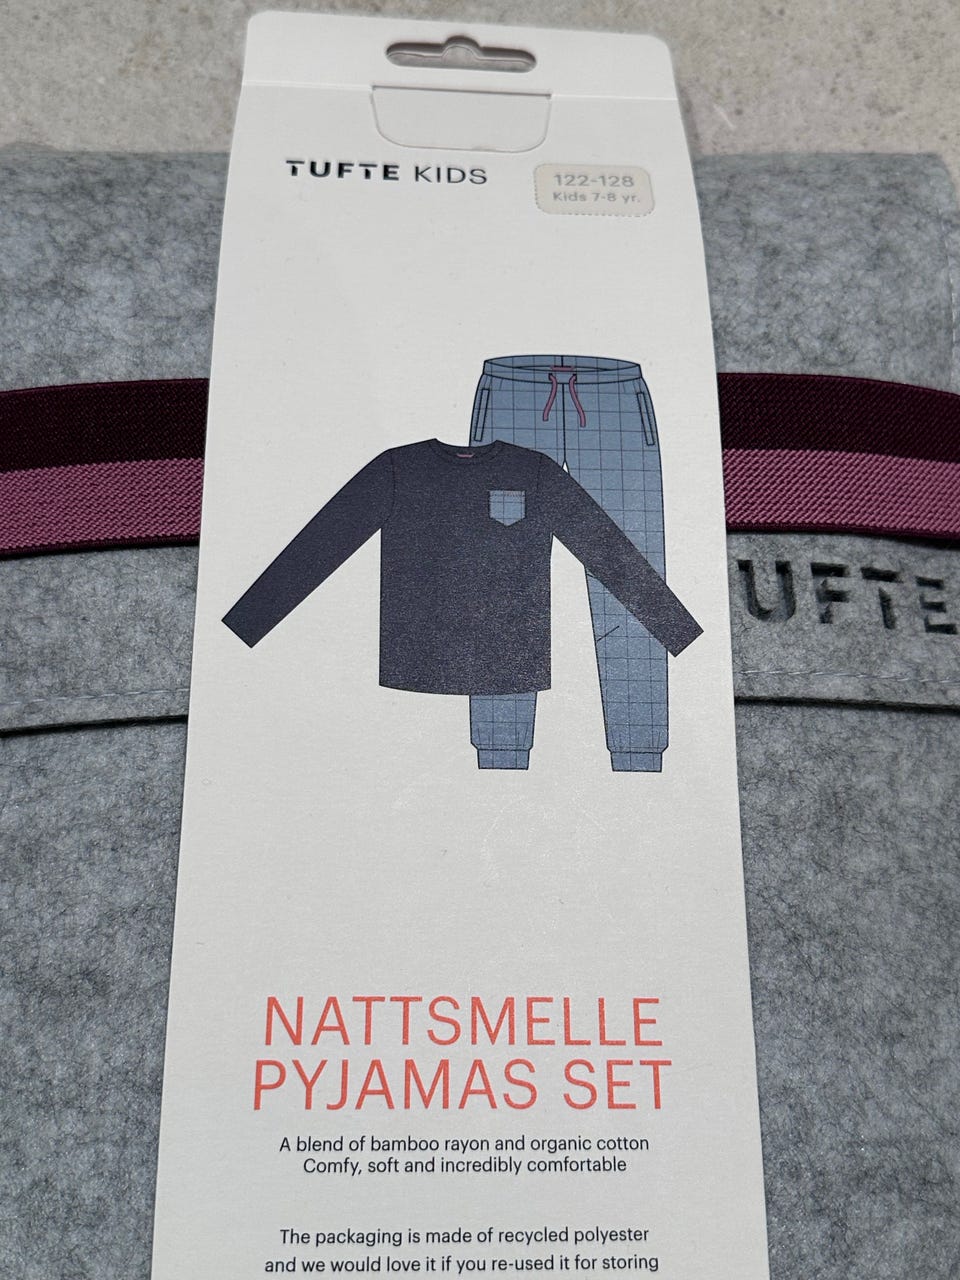 TUFTE KIDS
122-128
Kids 7-8 yr.
UFTE
NATTSMELLE
PYJAMAS SET
A blend of bamboo rayon and organic cotton
Comfy, soft and incredibly comfortable
The packaging is made of recycled polyester
and we would love it if you re-used it for storing